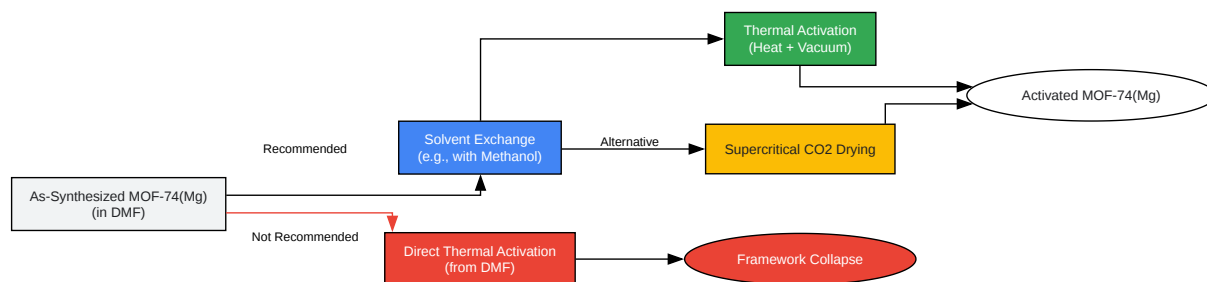 Thermal Activation
(Heat + Vacuum)
Activated MOF-74(Mg)
Recommended
Solvent Exchange
(e.g., with Methanol)
Alternative
Supercritical CO2 Drying
As-Synthesized MOF-74(Mg)
(in DMF)
Not Recommended
Direct Thermal Activation
(from DMF)
Framework Collapse